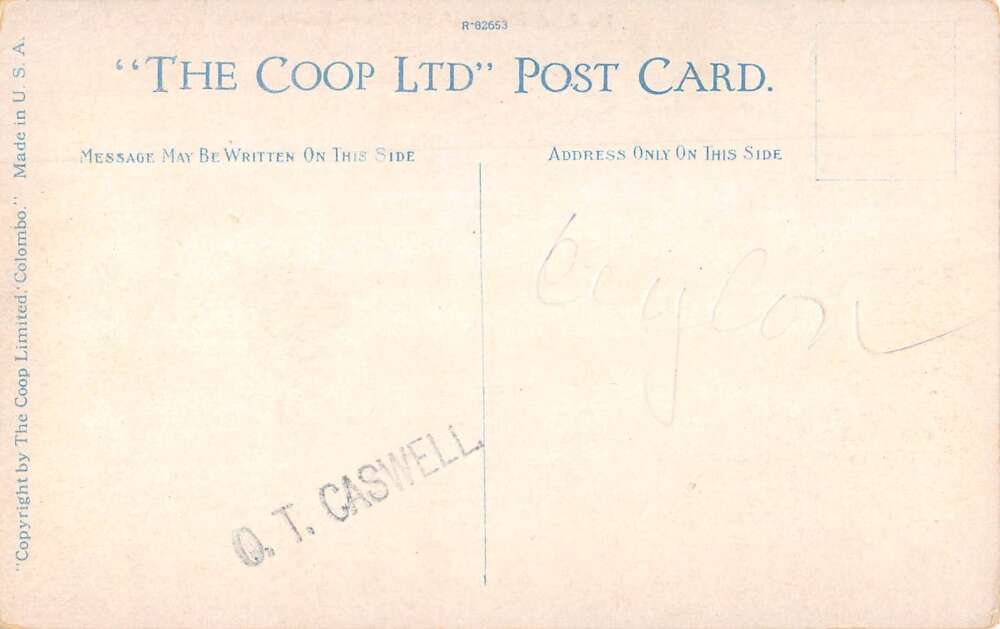 R-82653
“THE COOP LTD” POST CARD.
MESSAGE MAY BE WRITTEN ON THIS SIDE
ADDRESS ONLY ON THIS SIDE
"Copyright by The Coop Limited, Colombo." Made in U. S. A.
Ceylon
O. T. CASWELL.